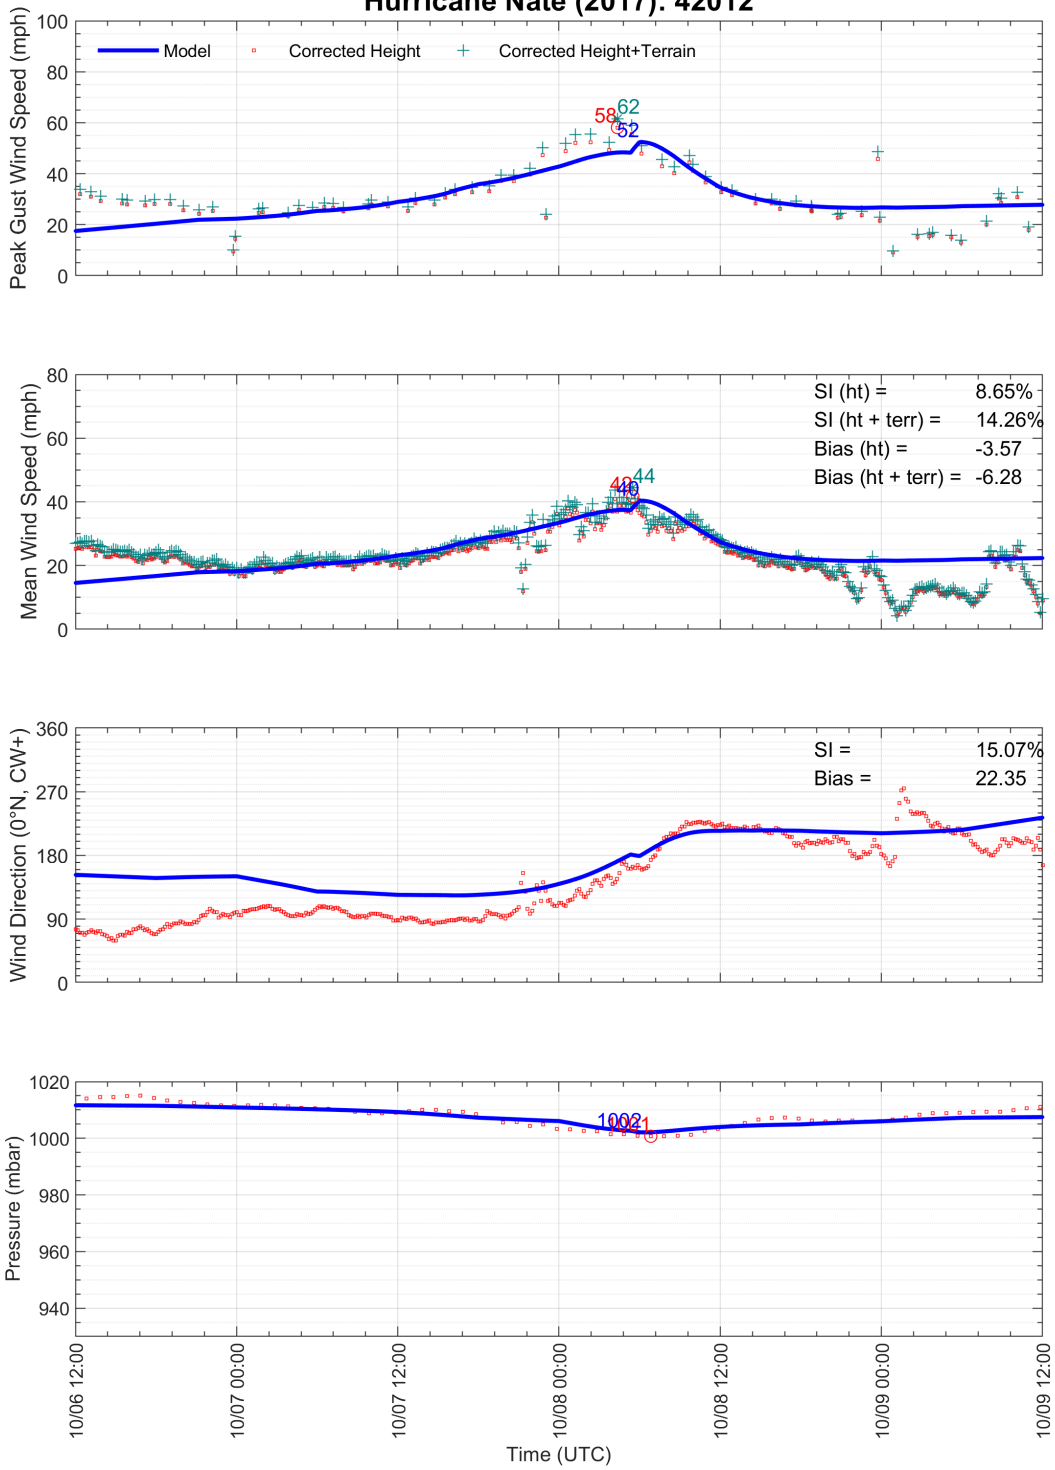 Hurricane Nate (2017): 42012
Peak Gust Wind Speed (mph)
100
80
60
40
20
0
Model
Corrected Height
Corrected Height+Terrain
58
62
52
Mean Wind Speed (mph)
80
60
40
20
0
42
40
44
SI (ht) = 8.65%
SI (ht + terr) = 14.26%
Bias (ht) = -3.57
Bias (ht + terr) = -6.28
Wind Direction (0°N, CW+)
360
270
180
90
0
SI = 15.07%
Bias = 22.35
Pressure (mbar)
1020
1000
980
960
940
1002
1001
10/06 12:00
10/07 00:00
10/07 12:00
10/08 00:00
10/08 12:00
10/09 00:00
10/09 12:00
Time (UTC)